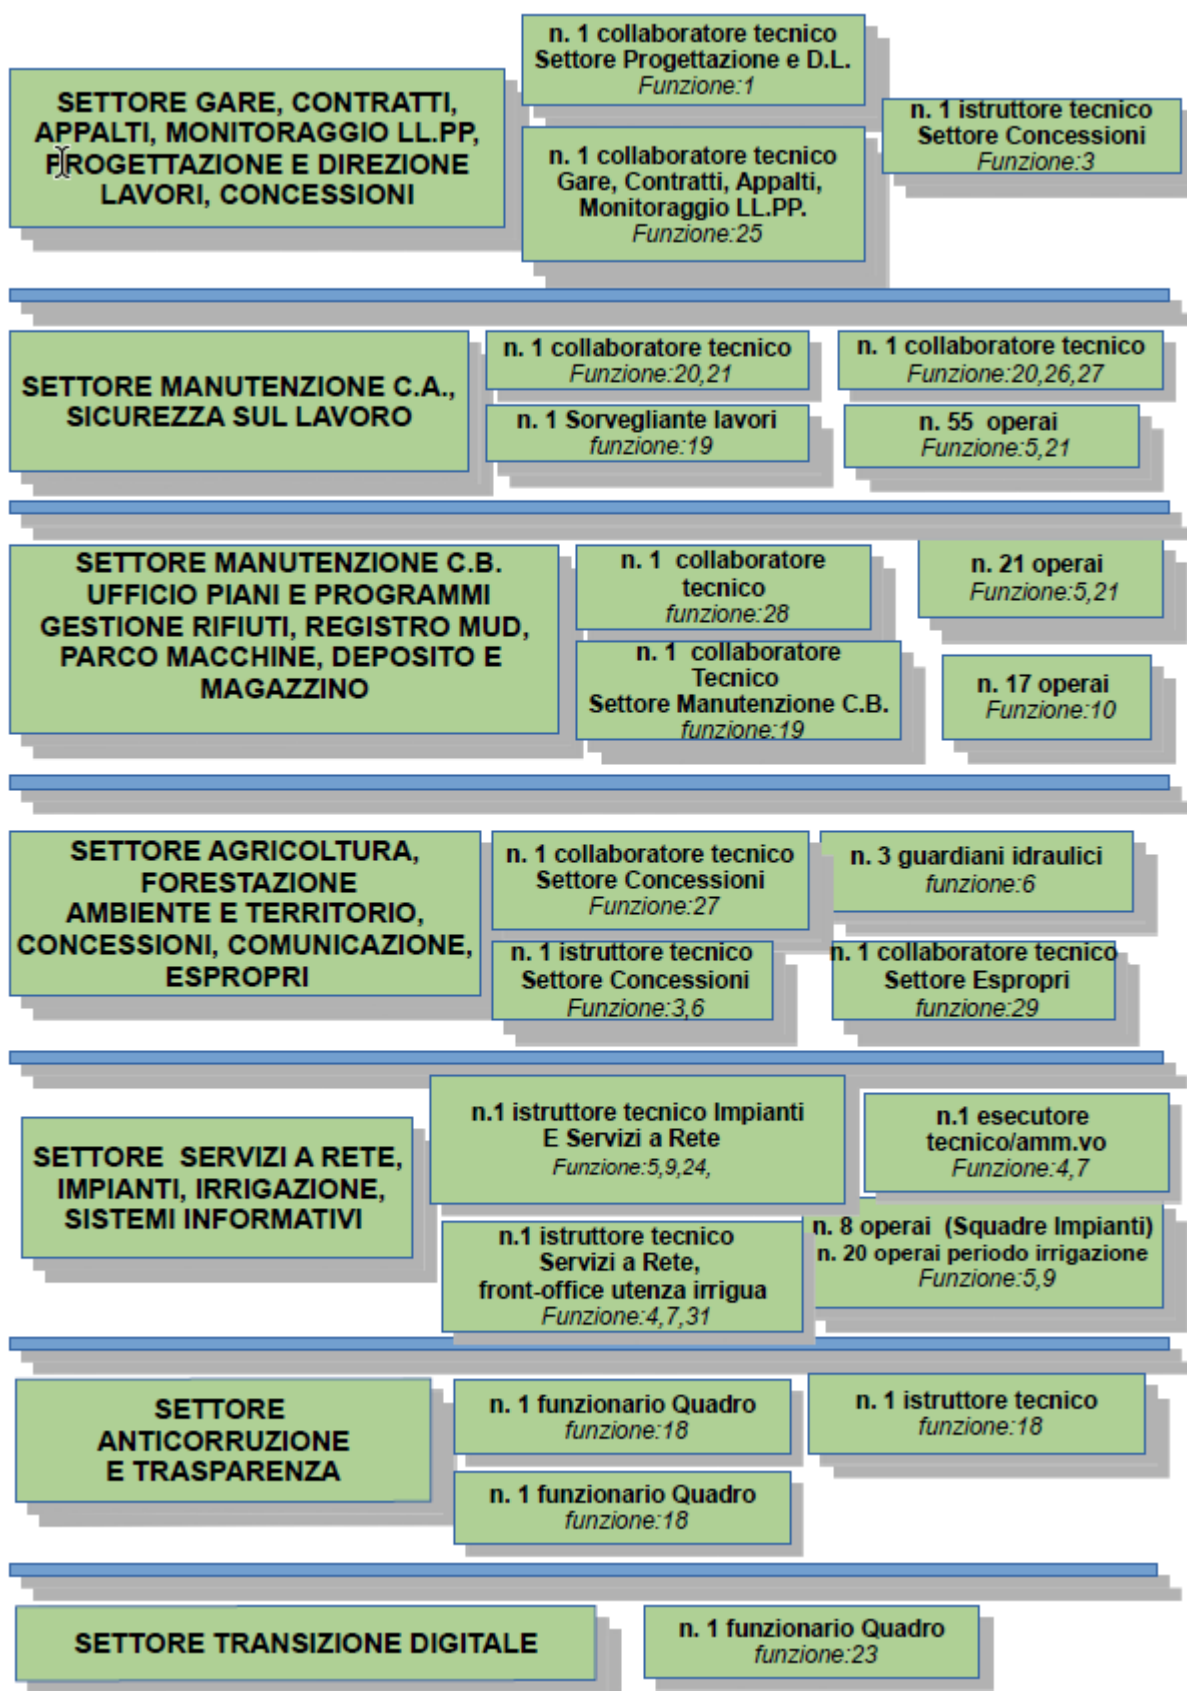 SETTORE GARE, CONTRATTI,
APPALTI, MONITORAGGIO LL.PP,
PROGETTAZIONE E DIREZIONE
LAVORI, CONCESSIONI
n. 1 collaboratore tecnico
Settore Progettazione e D.L.
Funzione:1
n. 1 collaboratore tecnico
Gare, Contratti, Appalti,
Monitoraggio LL.PP.
Funzione:25
n. 1 istruttore tecnico
Settore Concessioni
Funzione:3
SETTORE MANUTENZIONE C.A.,
SICUREZZA SUL LAVORO
n. 1 collaboratore tecnico
Funzione:20,21
n. 1 collaboratore tecnico
Funzione:20,26,27
n. 1 Sorvegliante lavori
funzione:19
n. 55 operai
Funzione:5,21
SETTORE MANUTENZIONE C.B.
UFFICIO PIANI E PROGRAMMI
GESTIONE RIFIUTI, REGISTRO MUD,
PARCO MACCHINE, DEPOSITO E
MAGAZZINO
n. 1 collaboratore
tecnico
funzione:28
n. 21 operai
Funzione:5,21
n. 1 collaboratore
Tecnico
Settore Manutenzione C.B.
funzione:19
n. 17 operai
Funzione:10
SETTORE AGRICOLTURA,
FORESTAZIONE
AMBIENTE E TERRITORIO,
CONCESSIONI, COMUNICAZIONE,
ESPROPRI
n. 1 collaboratore tecnico
Settore Concessioni
Funzione:27
n. 3 guardiani idraulici
funzione:6
n. 1 istruttore tecnico
Settore Concessioni
Funzione:3,6
n. 1 collaboratore tecnico
Settore Espropri
funzione:29
SETTORE SERVIZI A RETE,
IMPIANTI, IRRIGAZIONE,
SISTEMI INFORMATIVI
n.1 istruttore tecnico Impianti
E Servizi a Rete
Funzione:5,9,24,
n.1 esecutore
tecnico/amm.vo
Funzione:4,7
n.1 istruttore tecnico
Servizi a Rete,
front-office utenza irrigua
Funzione:4,7,31
n. 8 operai (Squadre Impianti)
n. 20 operai periodo irrigazione
Funzione:5,9
SETTORE
ANTICORRUZIONE
E TRASPARENZA
n. 1 funzionario Quadro
funzione:18
n. 1 istruttore tecnico
funzione:18
n. 1 funzionario Quadro
funzione:18
SETTORE TRANSIZIONE DIGITALE
n. 1 funzionario Quadro
funzione:23